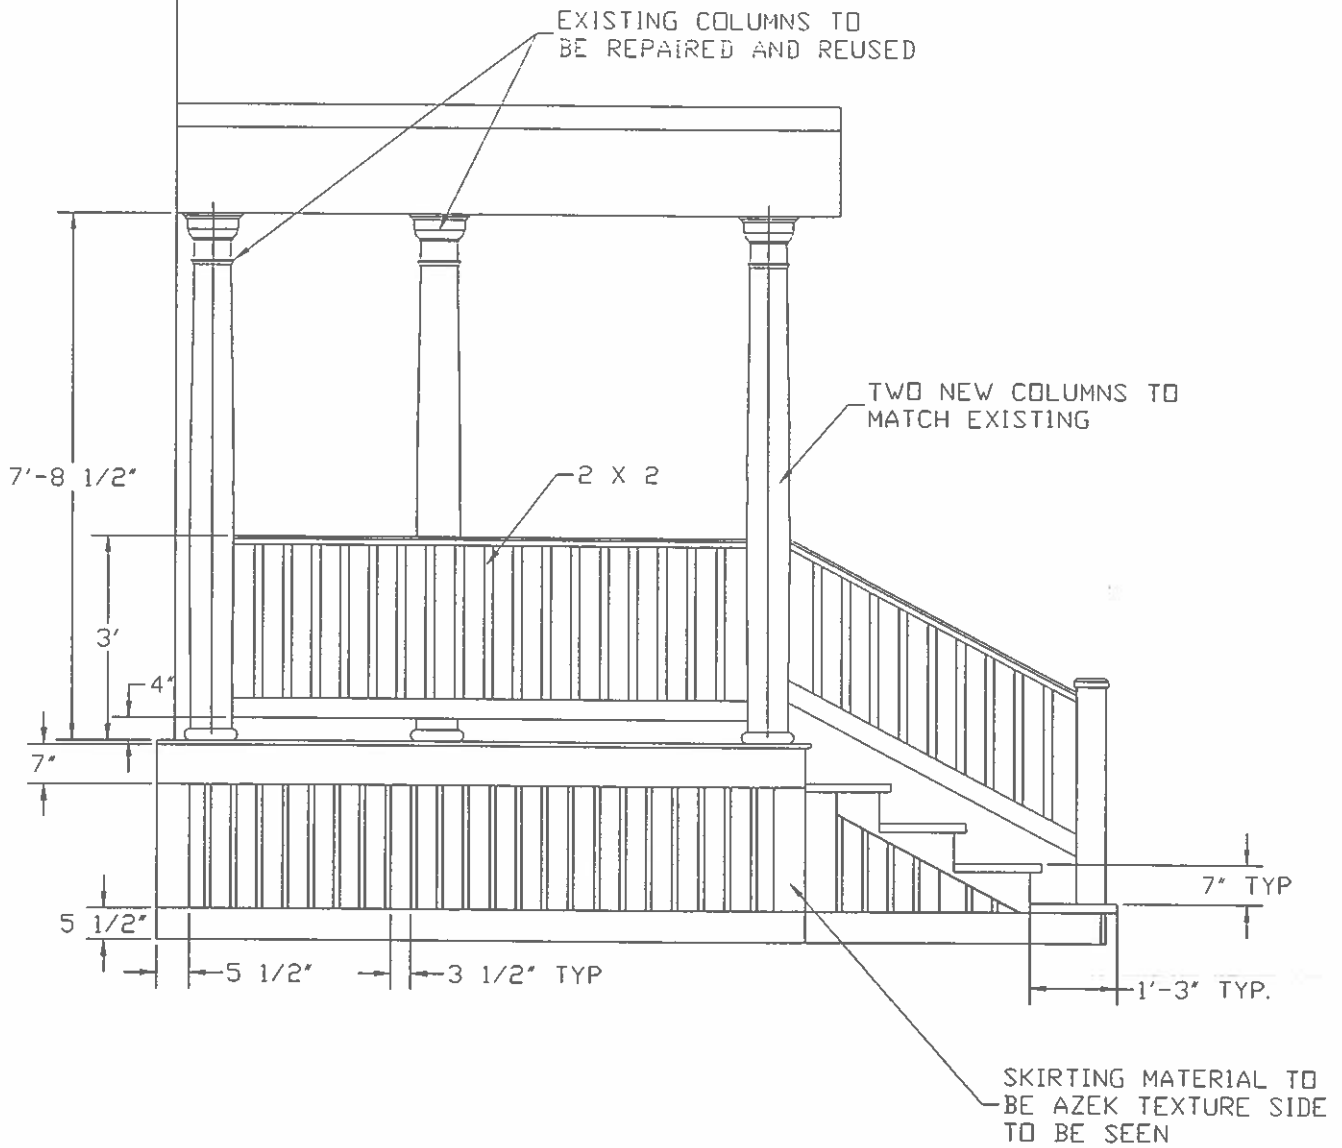 EXISTING COLUMNS TO
BE REPAIRED AND REUSED
TWO NEW COLUMNS TO
MATCH EXISTING
7'-8 1/2"
2 X 2
3'
4"
7"
7" TYP
5 1/2"
5 1/2"
3 1/2" TYP
1'-3" TYP.
SKIRTING MATERIAL TO
BE AZEK TEXTURE SIDE
TO BE SEEN